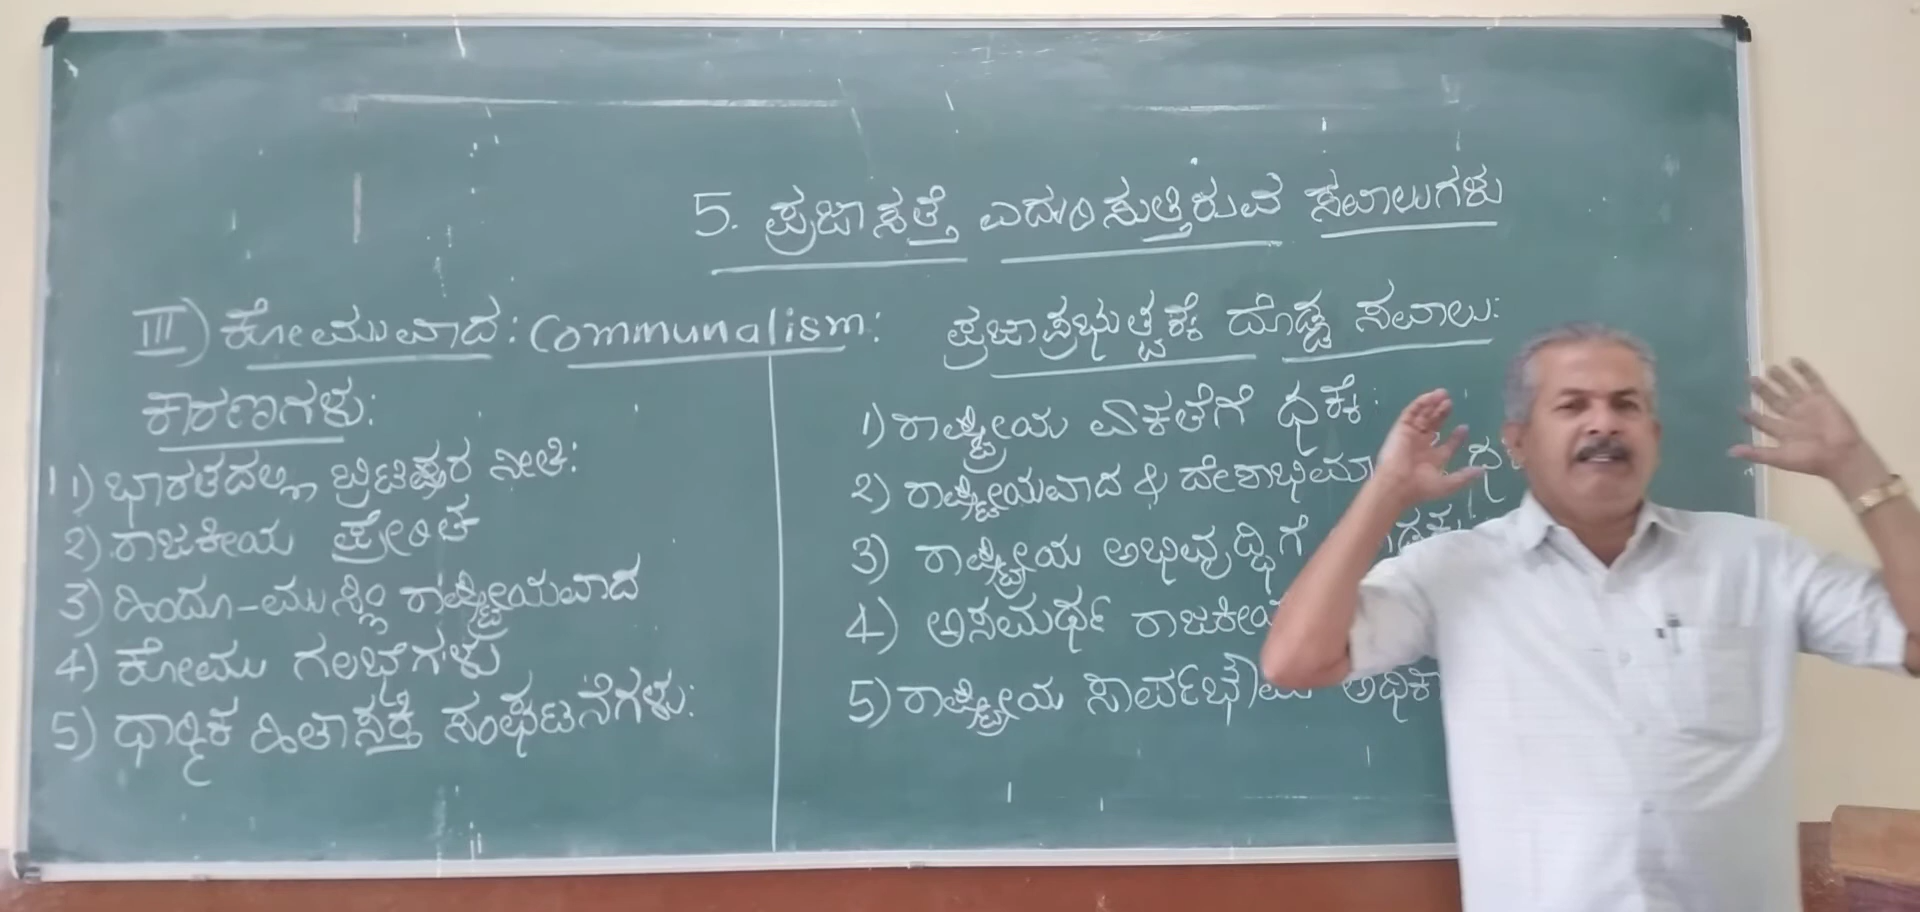 5. ಪ್ರಜಾಸತ್ತೆ ಎದುರಿಸುತ್ತಿರುವ ಸವಾಲುಗಳು
III) ಕೋಮುವಾದ: Communalism:
ಕಾರಣಗಳು:
1) ಭಾರತದಲ್ಲಿ ಬ್ರಿಟಿಷರ ನೀತಿ:
2) ರಾಜಕೀಯ ಪ್ರೇರಿತ
3) ಹಿಂದೂ-ಮುಸ್ಲಿಂ ರಾಷ್ಟ್ರೀಯವಾದ
4) ಕೋಮು ಗಲಭೆಗಳು
5) ಧಾರ್ಮಿಕ ಹಿತಾಸಕ್ತಿ ಸಂಘಟನೆಗಳು:
ಪ್ರಜಾಪ್ರಭುತ್ವಕ್ಕೆ ದೊಡ್ಡ ಸವಾಲು:
1) ರಾಷ್ಟ್ರೀಯ ಏಕತೆಗೆ ಧಕ್ಕೆ:
2) ರಾಷ್ಟ್ರೀಯವಾದ & ದೇಶಾಭಿಮಾ
3) ರಾಷ್ಟ್ರೀಯ ಅಭಿವೃದ್ಧಿಗೆ
4) ಅಸಮರ್ಥ ರಾಜಕೀಯ
5) ರಾಷ್ಟ್ರೀಯ ಸಾರ್ವಭೌಮ ಅಧಿಕಾ